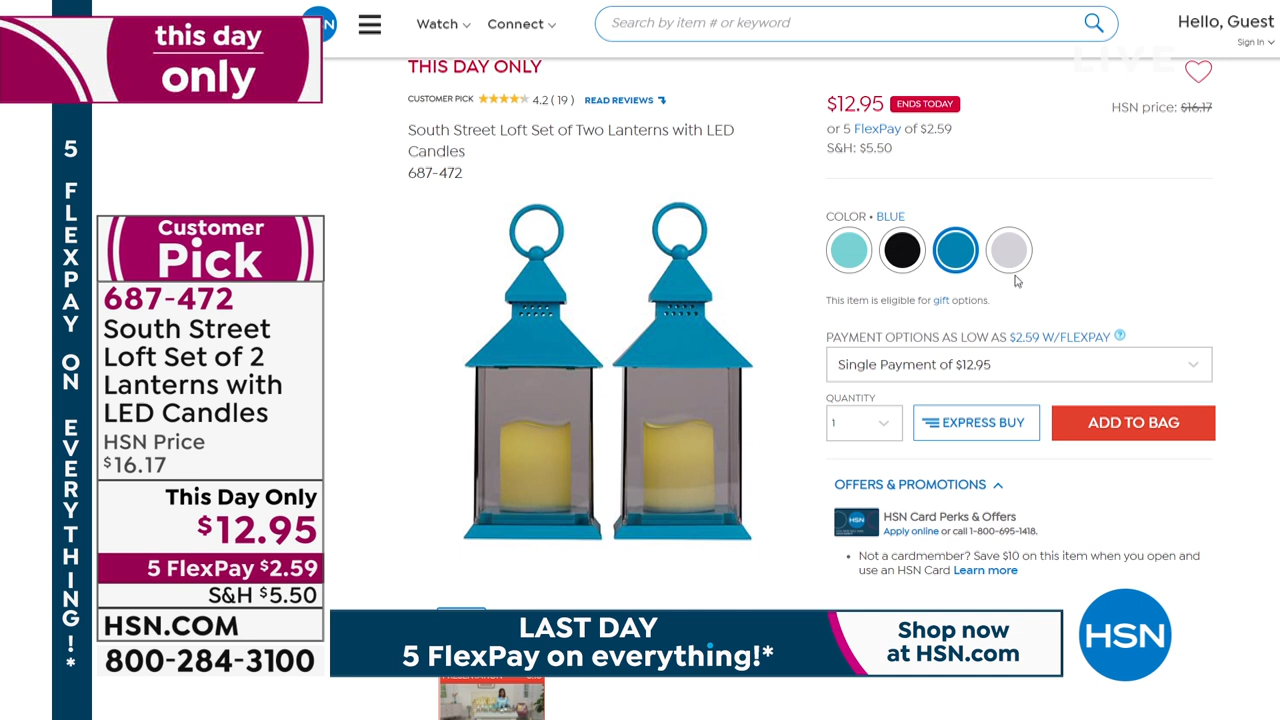 this day
only
5 FLEXPAY ON EVERYTHING!*
Customer
Pick
687-472
South Street
Loft Set of 2
Lanterns with
LED Candles
HSN Price
$16.17
This Day Only
$12.95
5 FlexPay $2.59
S&H $5.50
HSN.COM
800-284-3100
HSN
Watch
Connect
Search by item # or keyword
Hello, Guest
Sign In
LIVE
THIS DAY ONLY
CUSTOMER PICK 4.2 ( 19 ) READ REVIEWS
South Street Loft Set of Two Lanterns with LED
Candles
687-472
$12.95 ENDS TODAY
HSN price: $16.17
or 5 FlexPay of $2.59
S&H: $5.50
COLOR • BLUE
This item is eligible for gift options.
PAYMENT OPTIONS AS LOW AS $2.59 W/FLEXPAY ?
Single Payment of $12.95
QUANTITY
1
EXPRESS BUY
ADD TO BAG
OFFERS & PROMOTIONS
HSN
HSN Card Perks & Offers
Apply online or call 1-800-695-1418.
• Not a cardmember? Save $10 on this item when you open and
use an HSN Card Learn more
LAST DAY
5 FlexPay on everything!*
Shop now
at HSN.com
HSN